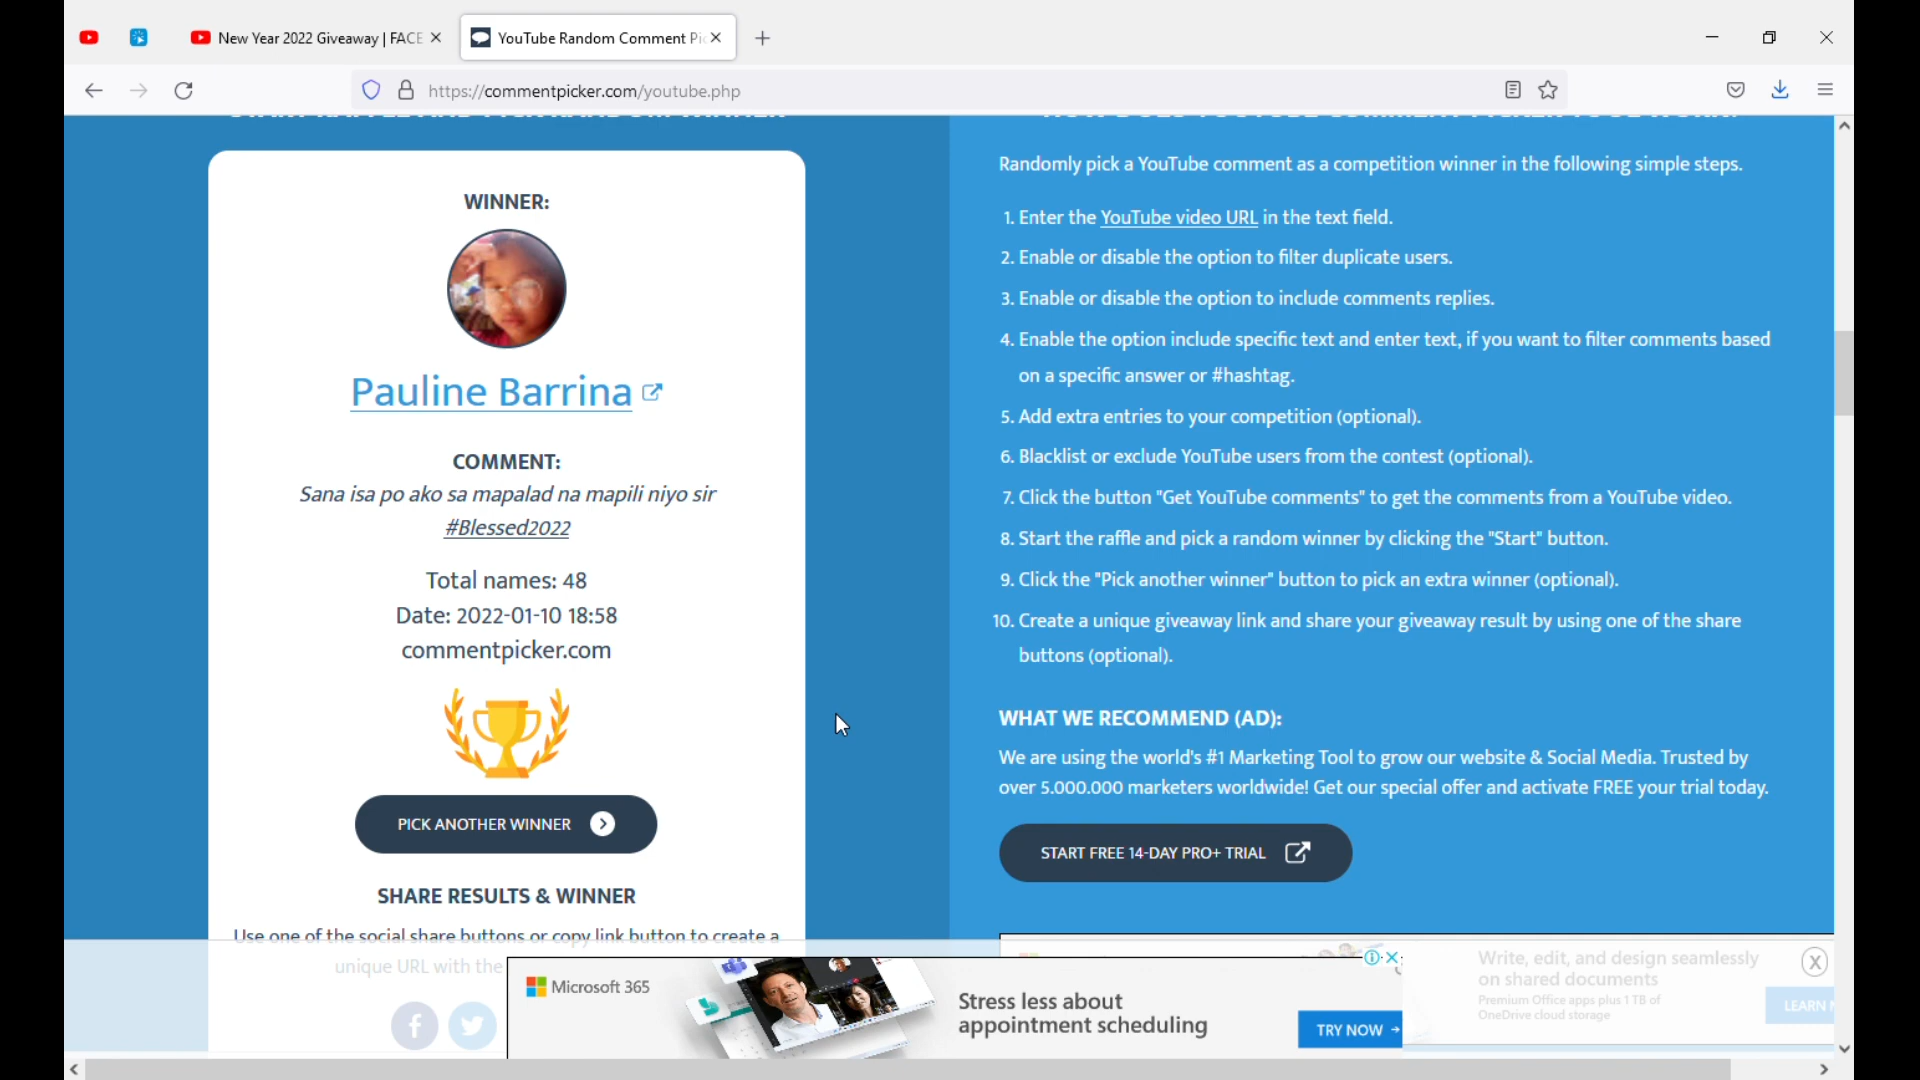 New Year 2022 Giveaway | FACE
YouTube Random Comment Pic
https://commentpicker.com/youtube.php
START RAFFLE AND PICK RANDOM WINNER
WINNER:
Pauline Barrina
COMMENT:
Sana isa po ako sa mapalad na mapili niyo sir
#Blessed2022
Total names: 48
Date: 2022-01-10 18:58
commentpicker.com
PICK ANOTHER WINNER
SHARE RESULTS & WINNER
Use one of the social share buttons or copy link button to create a
unique URL with the
HOW DOES YOUTUBE COMMENT PICKER TOOL WORK?
Randomly pick a YouTube comment as a competition winner in the following simple steps.
1. Enter the YouTube video URL in the text field.
2. Enable or disable the option to filter duplicate users.
3. Enable or disable the option to include comments replies.
4. Enable the option include specific text and enter text, if you want to filter comments based
on a specific answer or #hashtag.
5. Add extra entries to your competition (optional).
6. Blacklist or exclude YouTube users from the contest (optional).
7. Click the button "Get YouTube comments" to get the comments from a YouTube video.
8. Start the raffle and pick a random winner by clicking the "Start" button.
9. Click the "Pick another winner" button to pick an extra winner (optional).
10. Create a unique giveaway link and share your giveaway result by using one of the share
buttons (optional).
WHAT WE RECOMMEND (AD):
We are using the world's #1 Marketing Tool to grow our website & Social Media. Trusted by
over 5.000.000 marketers worldwide! Get our special offer and activate FREE your trial today.
START FREE 14-DAY PRO+ TRIAL
Microsoft 365
Stress less about
appointment scheduling
TRY NOW
Write, edit, and design seamlessly
on shared documents
Premium Office apps plus 1 TB of
OneDrive cloud storage
LEARN